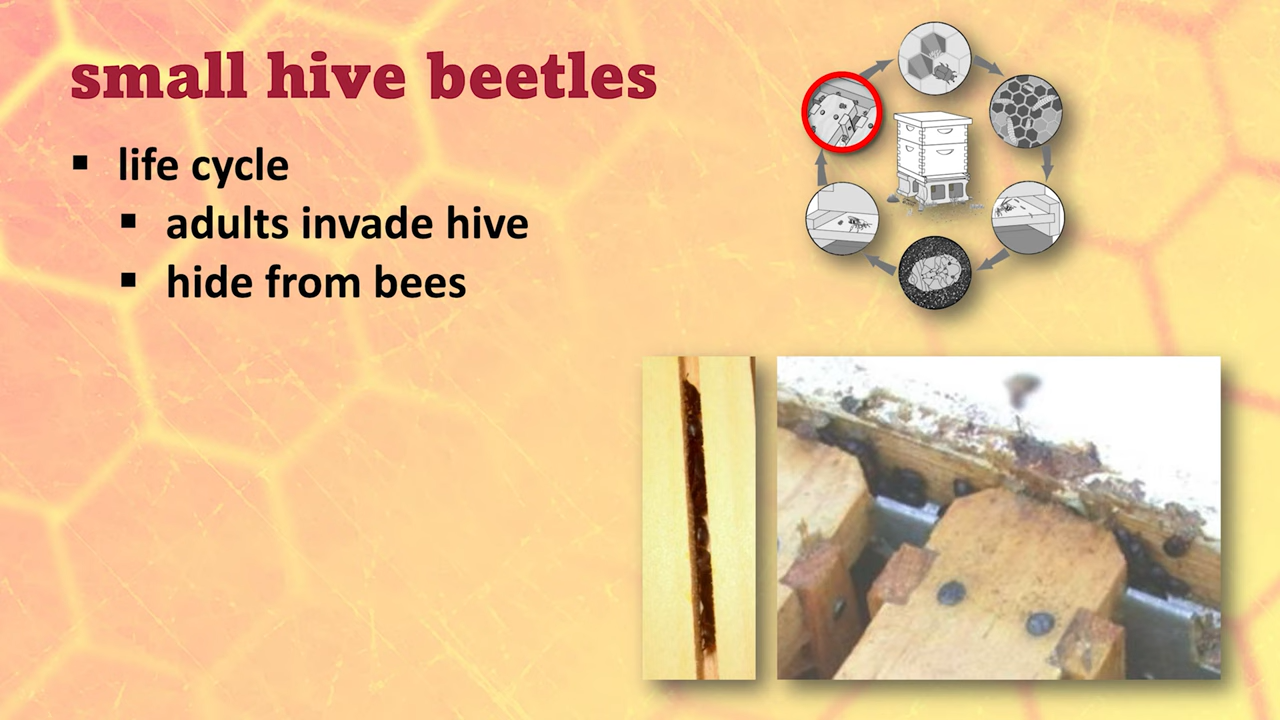 small hive beetles
▪ life cycle
▪ adults invade hive
▪ hide from bees